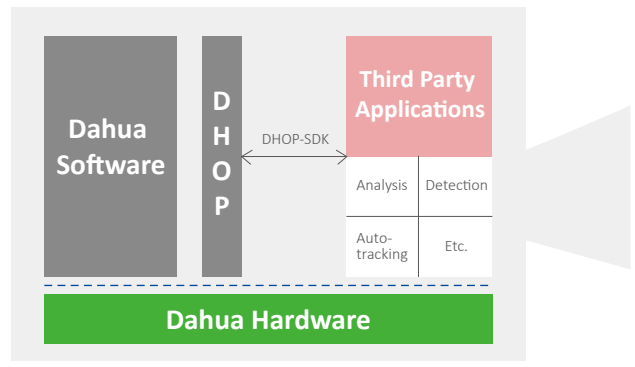 Dahua
Software
D
H
O
P
DHOP-SDK
Third Party
Applications
Analysis
Detection
Auto-
tracking
Etc.
Dahua Hardware